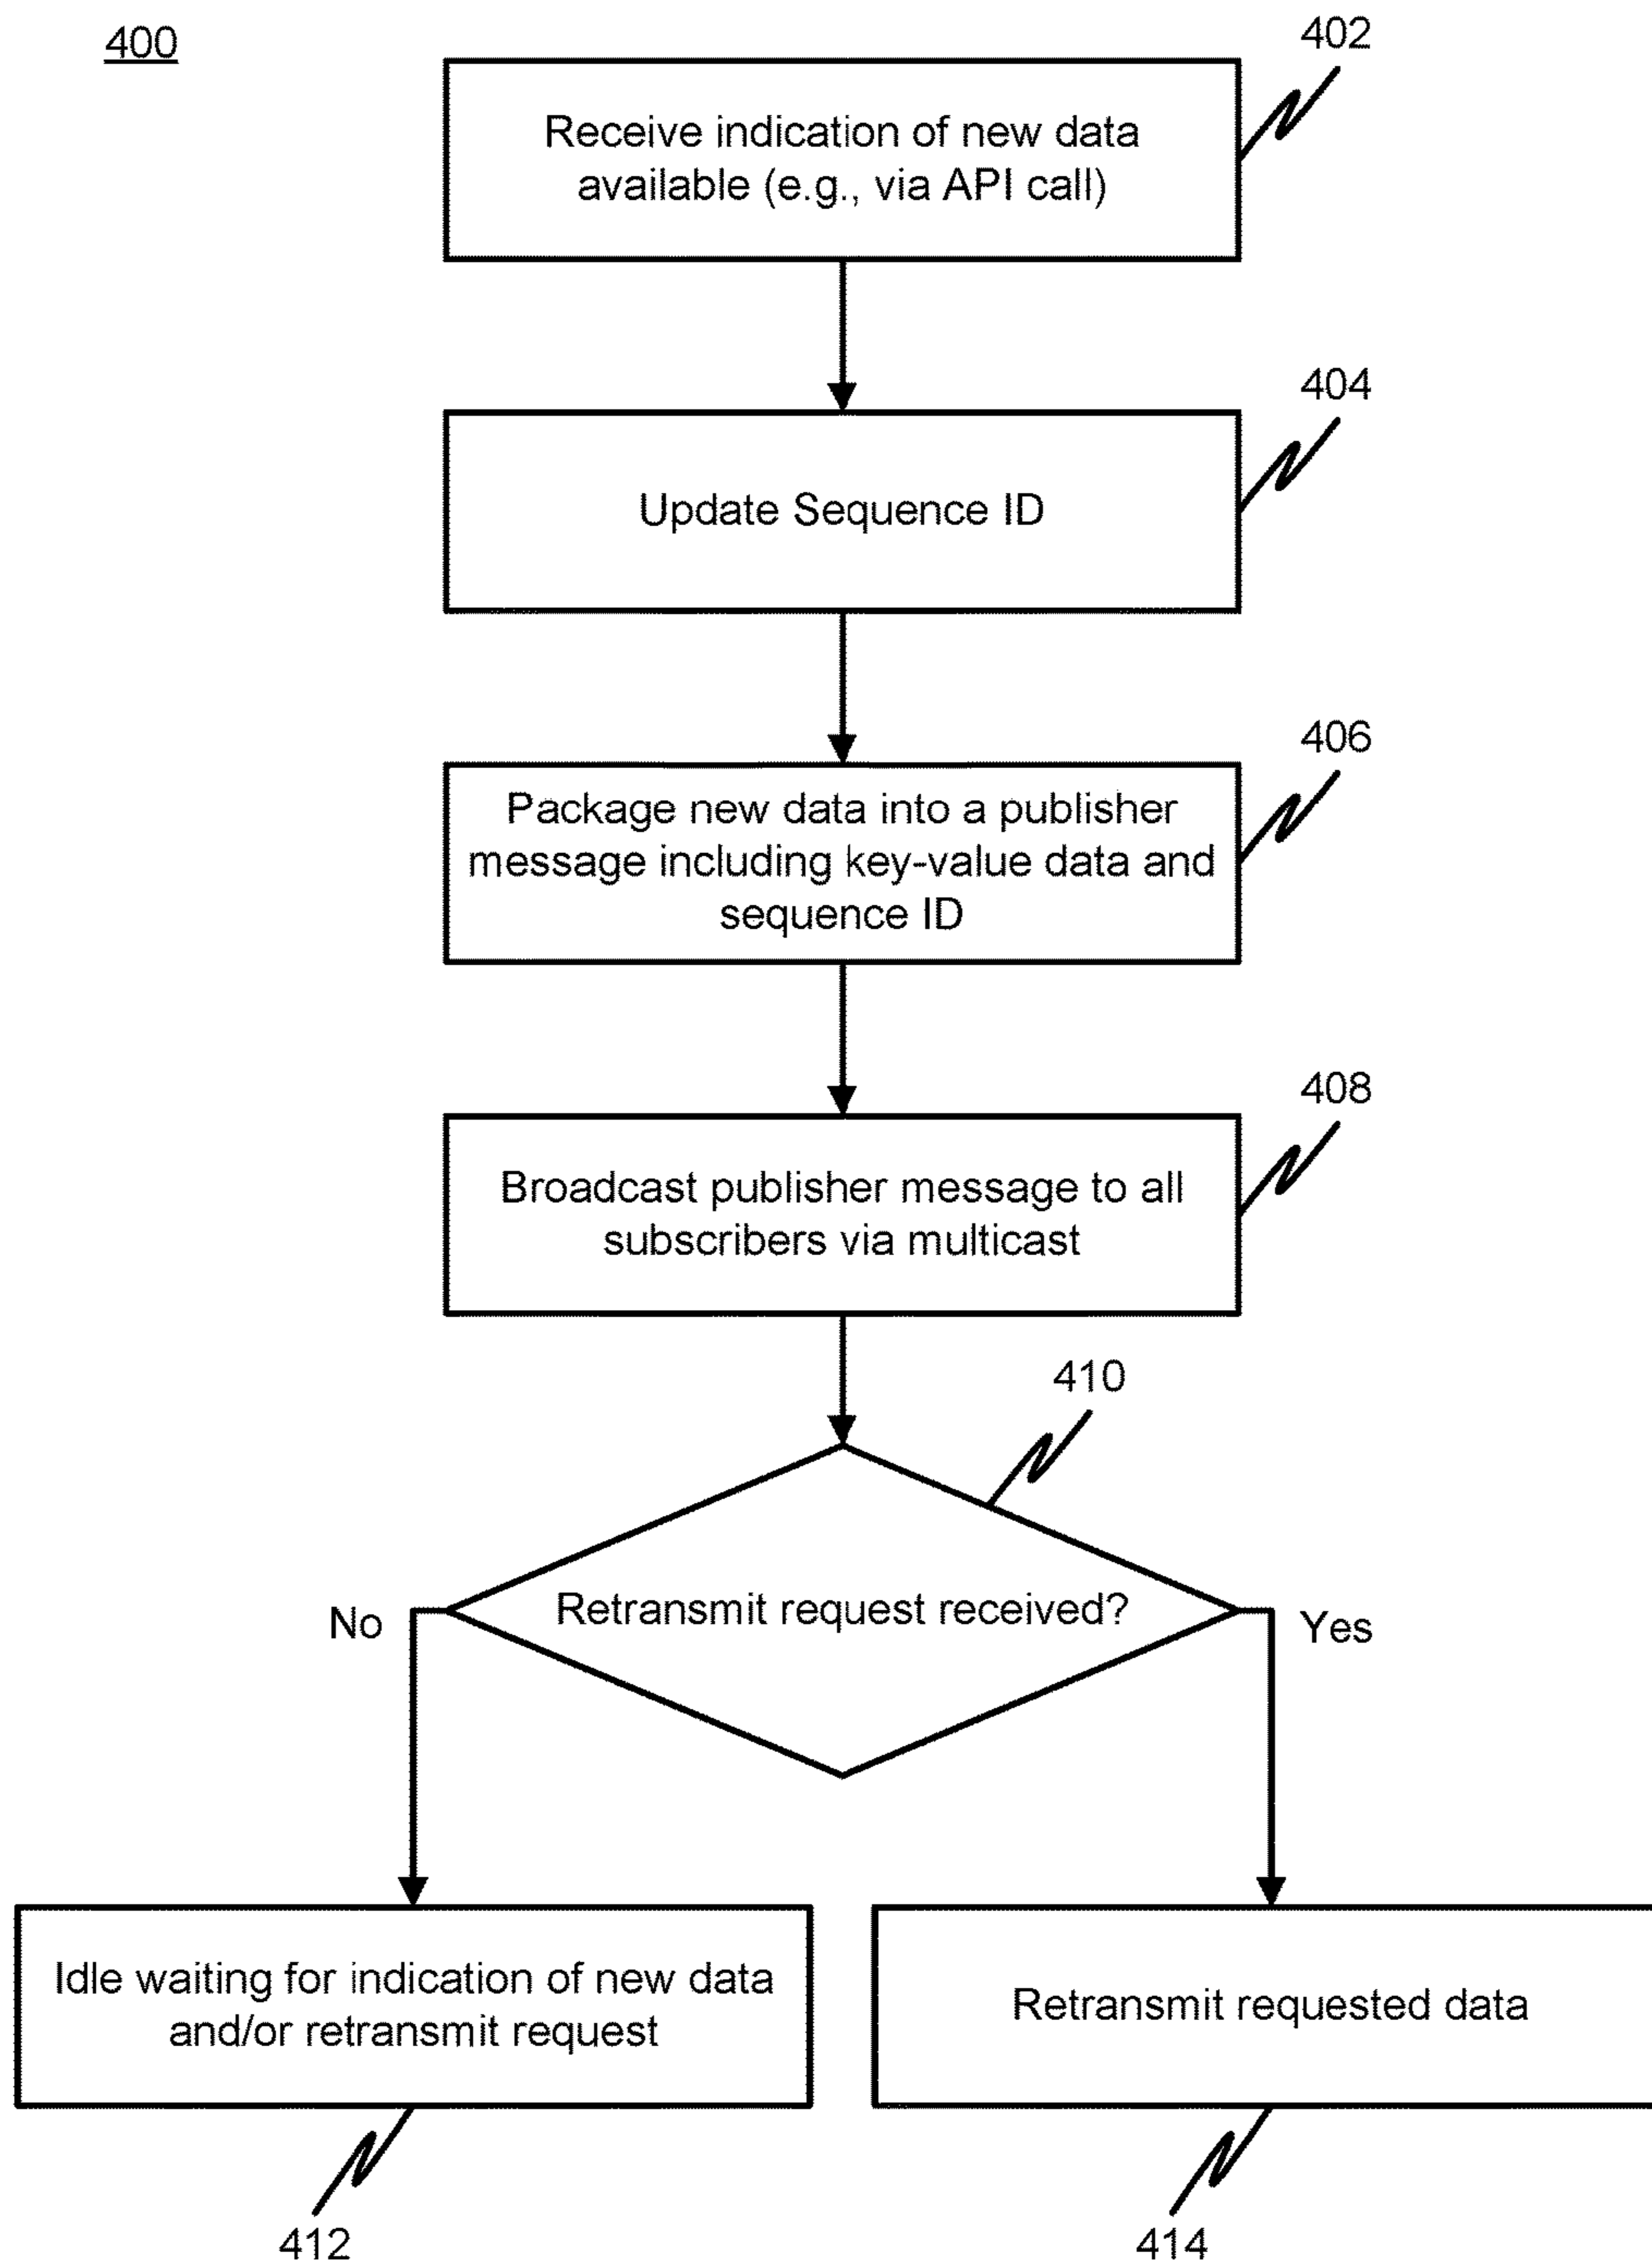 400
402
Receive indication of new data
available (e.g., via API call)
404
Update Sequence ID
406
Package new data into a publisher
message including key-value data and
sequence ID
408
Broadcast publisher message to all
subscribers via multicast
410
Retransmit request received?
No
Yes
Idle waiting for indication of new data
and/or retransmit request
Retransmit requested data
412
414